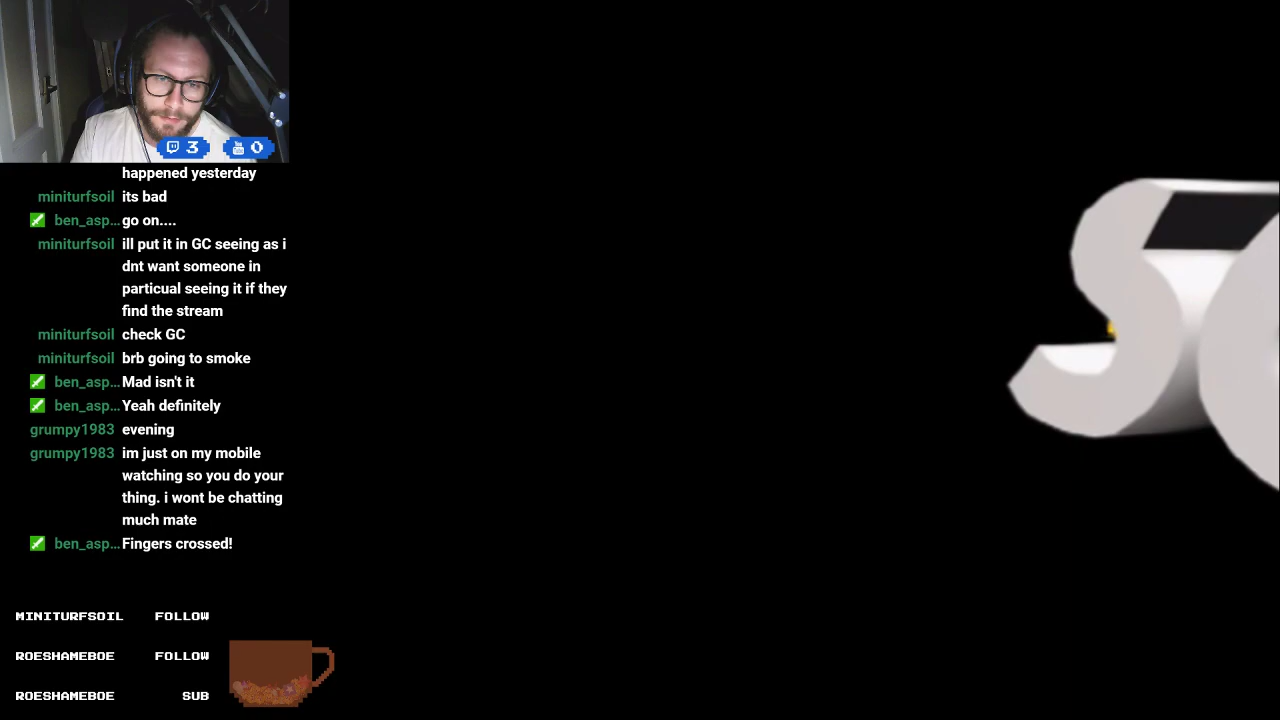 3 0
happened yesterday
miniturfsoil its bad
ben_asp... go on....
miniturfsoil ill put it in GC seeing as i
dnt want someone in
particual seeing it if they
find the stream
miniturfsoil check GC
miniturfsoil brb going to smoke
ben_asp... Mad isn't it
ben_asp... Yeah definitely
grumpy1983 evening
grumpy1983 im just on my mobile
watching so you do your
thing. i wont be chatting
much mate
ben_asp... Fingers crossed!
MINITURFSOIL FOLLOW
ROESHAMEBOE FOLLOW
ROESHAMEBOE SUB